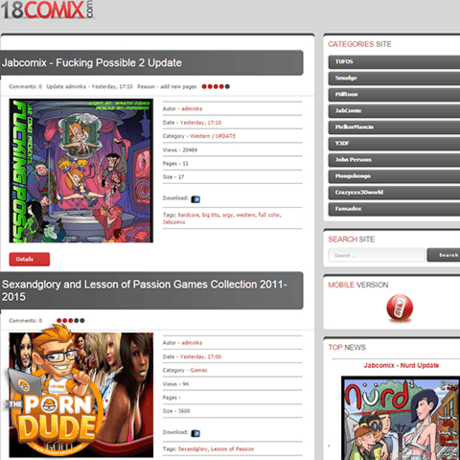 18COMIX.com
Jabcomix - Fucking Possible 2 Update
Comments: 0 Update adminko - Yesterday, 17:10 Reason - add new pages
Autor - adminko
Date - Yesterday, 17:10
Category - Western / UPDATE
Views - 20484
Pages - 11
Size - 17
Download:
Tags: hardcore, big tits, orgy, western, full color,
Jabcomix
FUCKING POSS
Details
Sexandglory and Lesson of Passion Games Collection 2011-
2015
Comments: 0
Autor - adminko
Date - Yesterday, 17:00
Category - Games
Views - 94
Pages -
Size - 3600
Download:
Tags: Sexandglory, Lesson of Passion
THE
PORN
DUDE
CATEGORIES SITE
TUFOS
Smudge
Milftoon
JabComix
MelkorMancin
Y3DF
John Persons
Mongobongo
Crazyxxx3Dworld
Fansadox
SEARCH SITE
Search ...
Search
MOBILE VERSION
TOP NEWS
Jabcomix - Nurd Update
nürd